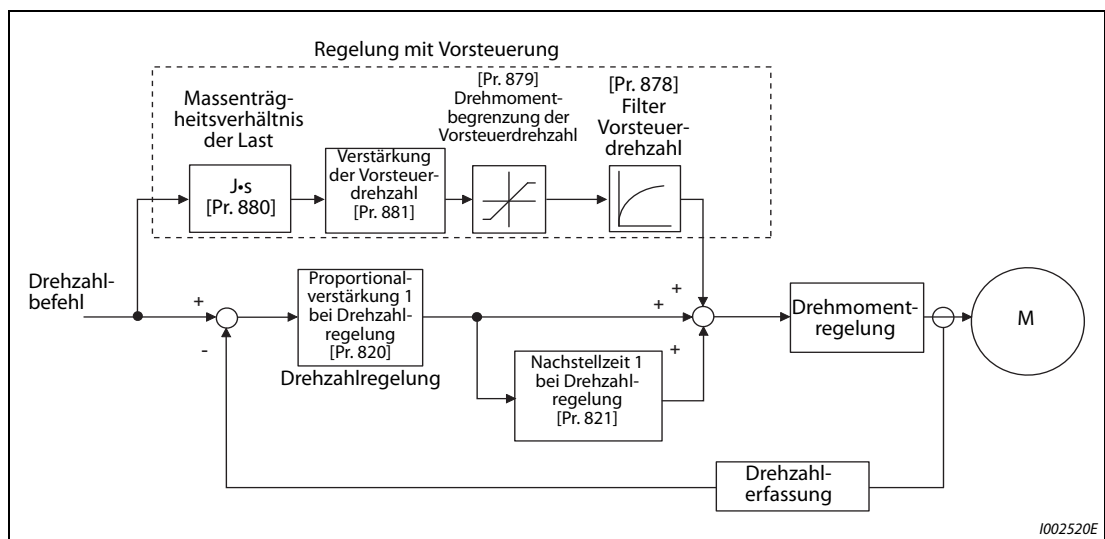 Regelung mit Vorsteuerung
Massenträg-
heitsverhältnis
der Last
[Pr. 879]
Drehmoment-
begrenzung der
Vorsteuerdrehzahl
[Pr. 878]
Filter
Vorsteuer-
drehzahl
J•s
[Pr. 880]
Verstärkung
der Vorsteuer-
drehzahl
[Pr. 881]
Drehzahl-
befehl
+
-
Proportional-
verstärkung 1
bei Drehzahl-
regelung
[Pr. 820]
Drehzahlregelung
Nachstellzeit 1
bei Drehzahl-
regelung
[Pr. 821]
+
+
+
Drehmoment-
regelung
M
Drehzahl-
erfassung
I002520E